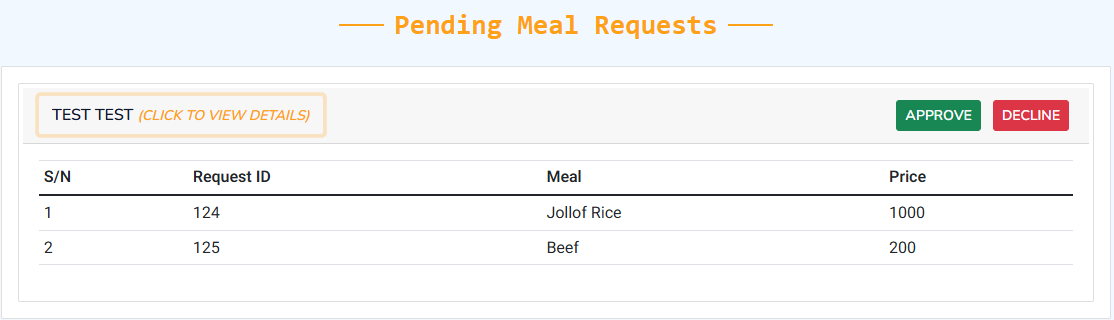 Pending Meal Requests
TEST TEST (CLICK TO VIEW DETAILS) APPROVE DECLINE
S/N Request ID Meal Price
1 124 Jollof Rice 1000
2 125 Beef 200